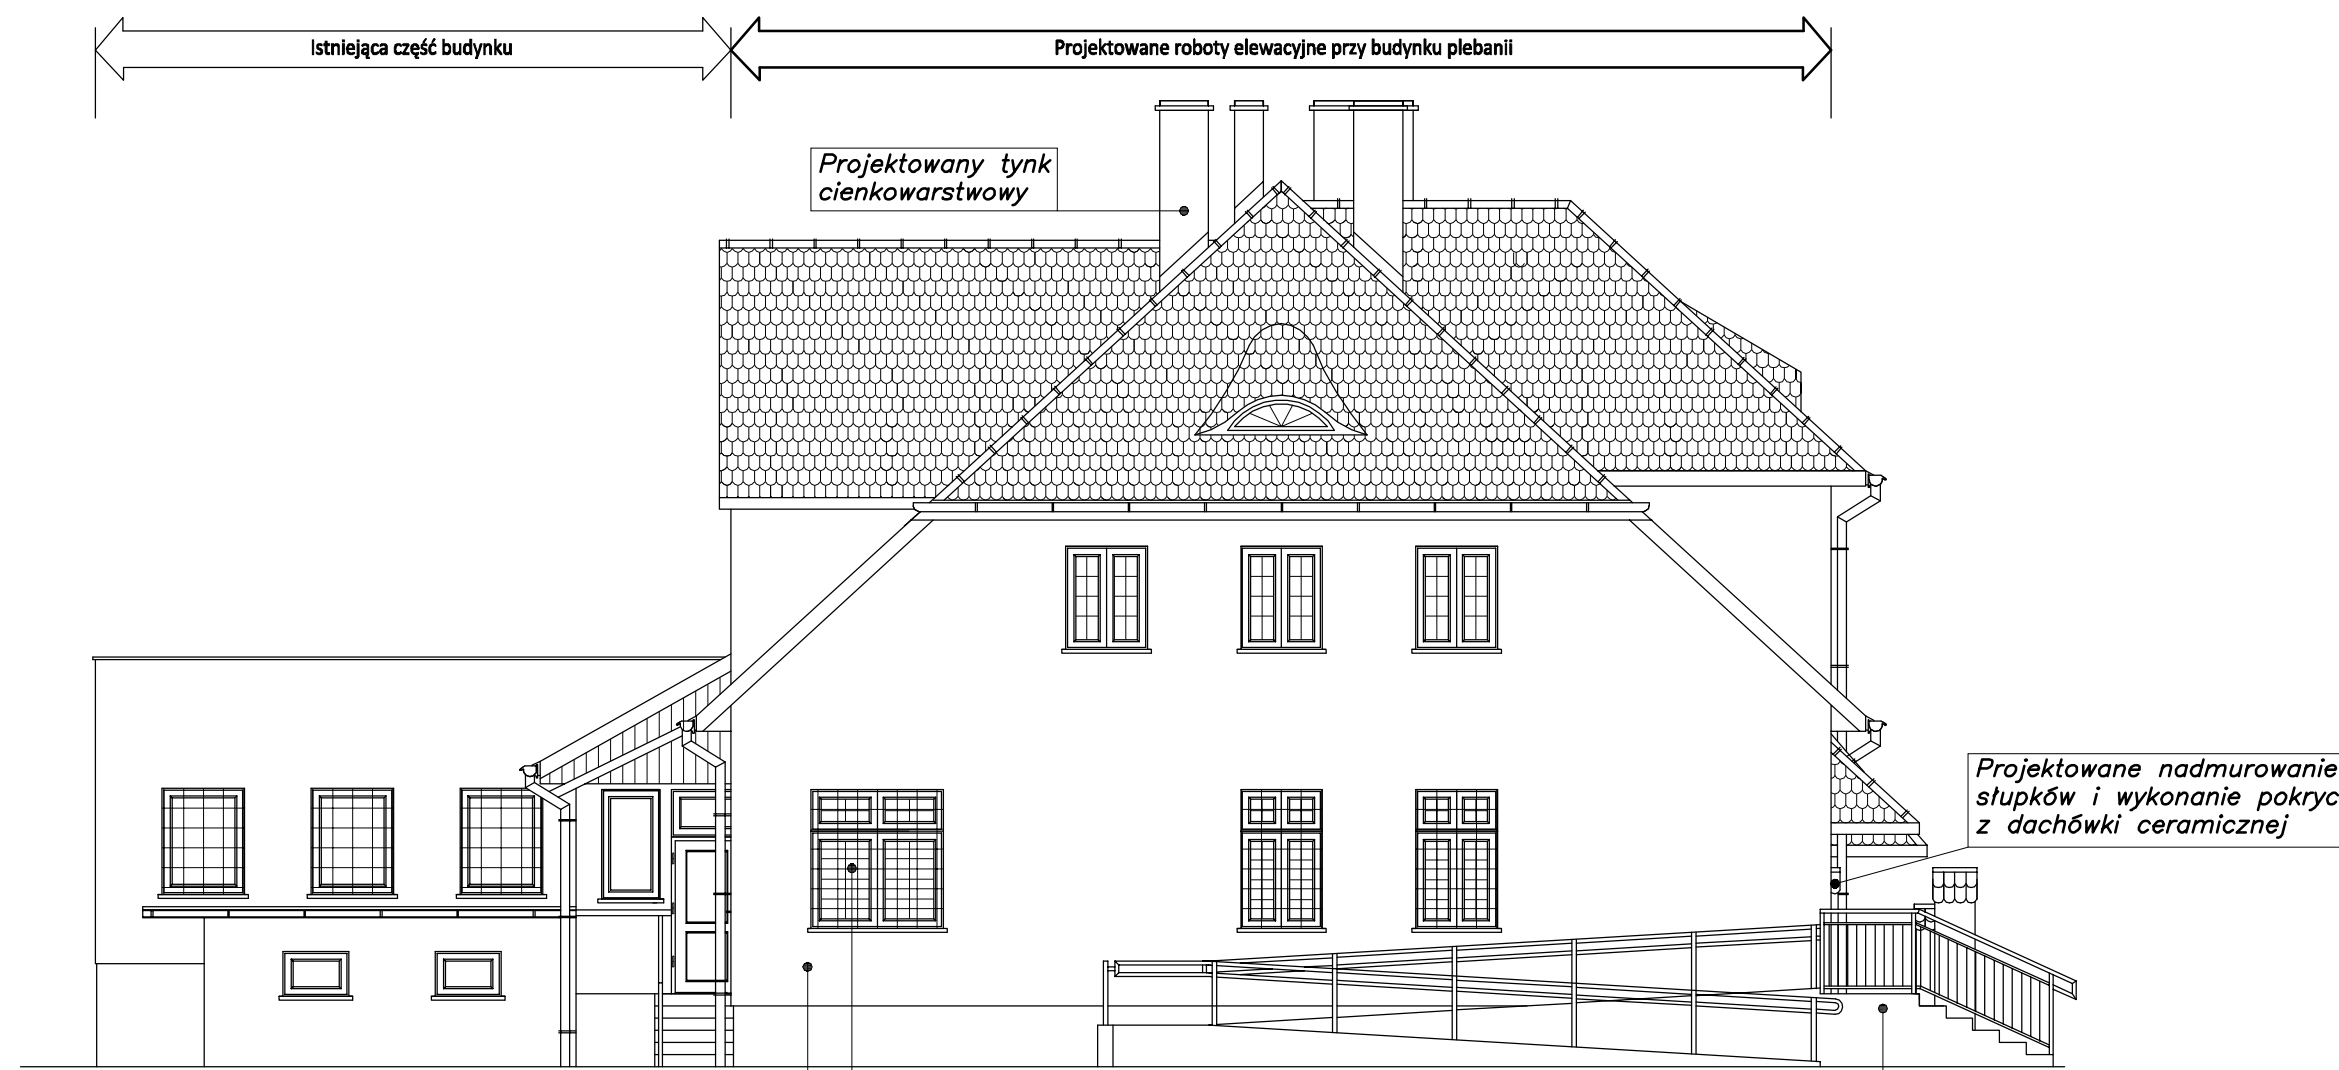 Istniejąca część budynku
Projektowane roboty elewacyjne przy budynku plebanii
Projektowany tynk
cienkowarstwowy
Projektowane nadmurowanie
słupków i wykonanie pokryc
z dachówki ceramicznej